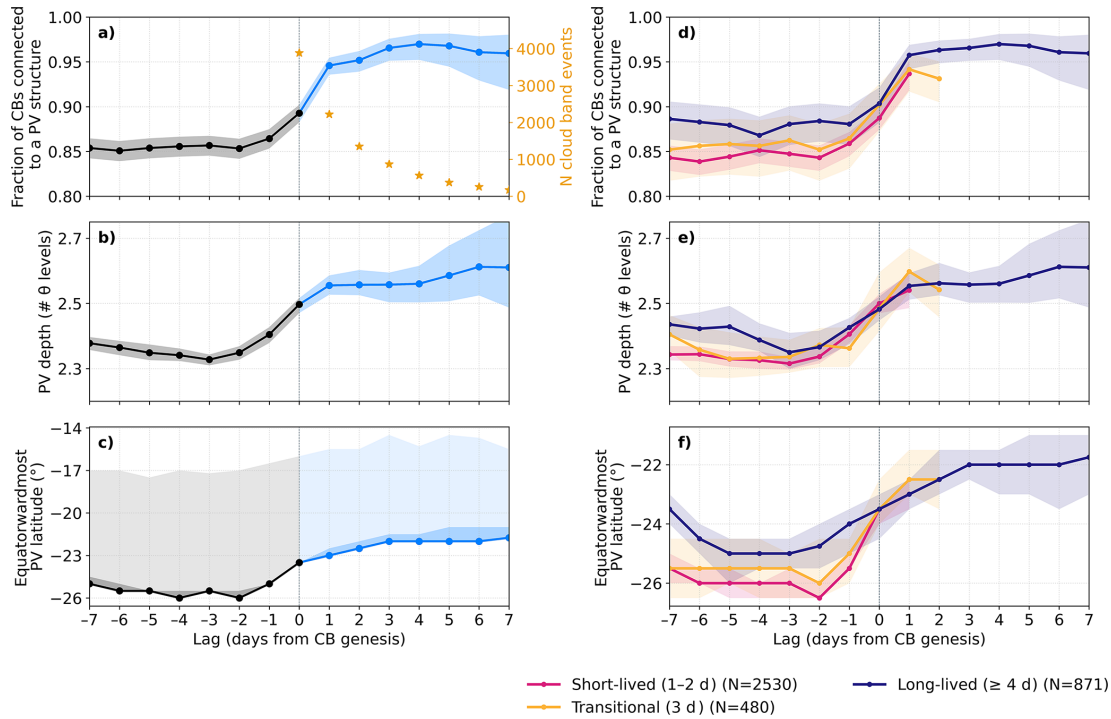 a)
Fraction of CBs connected
to a PV structure
1.00
0.95
0.90
0.85
0.80
4000
3000
2000
1000
0
N cloud band events
d)
Fraction of CBs connected
to a PV structure
1.00
0.95
0.90
0.85
0.80
b)
PV depth (# θ levels)
2.7
2.5
2.3
e)
PV depth (# θ levels)
2.7
2.5
2.3
c)
Equatorwardmost
PV latitude (°)
−14
−17
−20
−23
−26
−7 −6 −5 −4 −3 −2 −1 0 1 2 3 4 5 6 7
Lag (days from CB genesis)
f)
Equatorwardmost
PV latitude (°)
−22
−24
−26
−7 −6 −5 −4 −3 −2 −1 0 1 2 3 4 5 6 7
Lag (days from CB genesis)
Short-lived (1–2 d) (N=2530)
Transitional (3 d) (N=480)
Long-lived (≥ 4 d) (N=871)